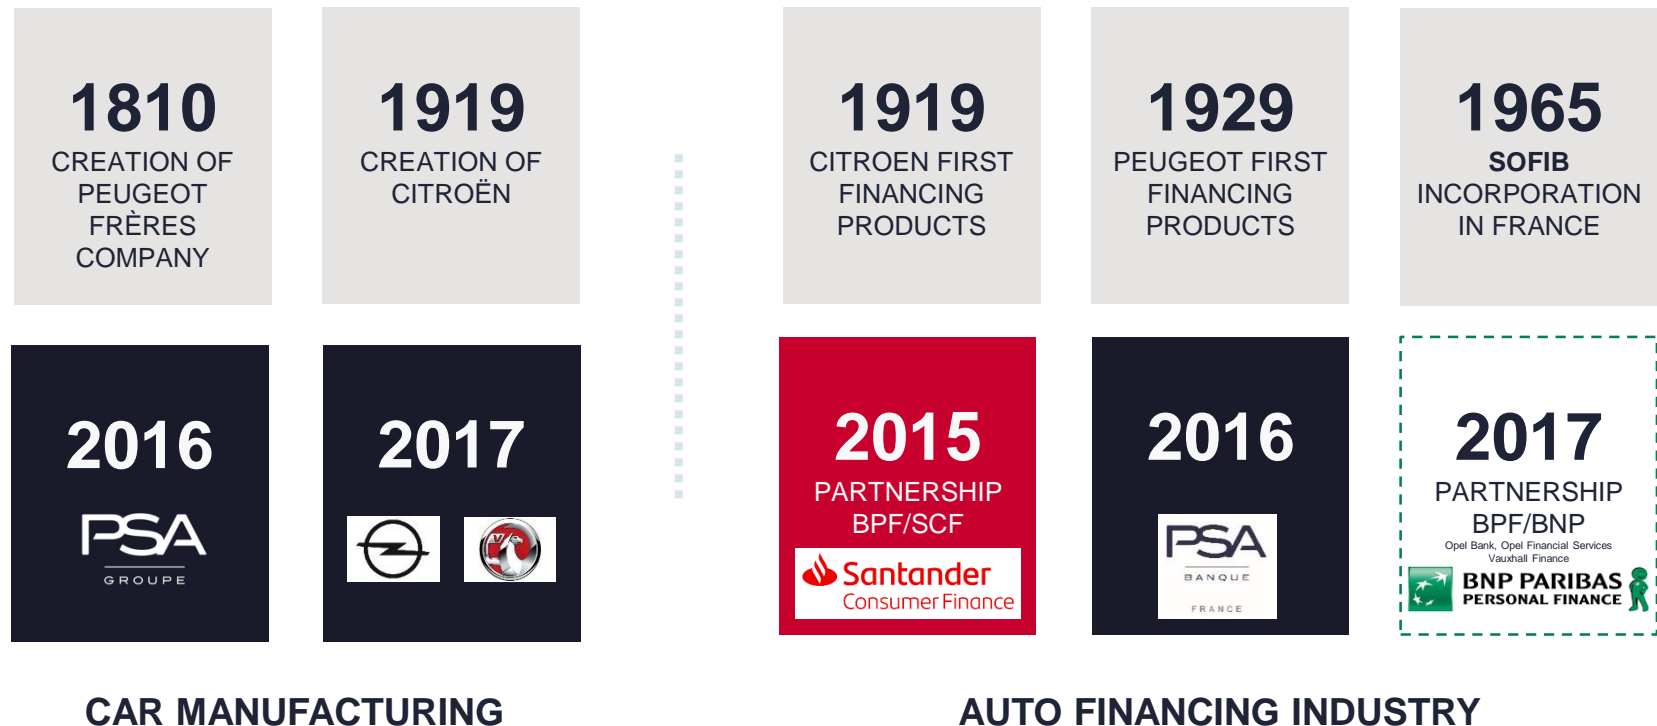 1810
CREATION OF
PEUGEOT
FRÈRES
COMPANY
1919
CREATION OF
CITROËN
1919
CITROEN FIRST
FINANCING
PRODUCTS
1929
PEUGEOT FIRST
FINANCING
PRODUCTS
1965
SOFIB
INCORPORATION
IN FRANCE
2016
PSA
GROUPE
2017
V
2015
PARTNERSHIP
BPF/SCF
Santander
Consumer Finance
2016
PSA
BANQUE
FRANCE
2017
PARTNERSHIP
BPF/BNP
Opel Bank, Opel Financial Services
Vauxhall Finance
BNP PARIBAS
PERSONAL FINANCE
CAR MANUFACTURING
AUTO FINANCING INDUSTRY